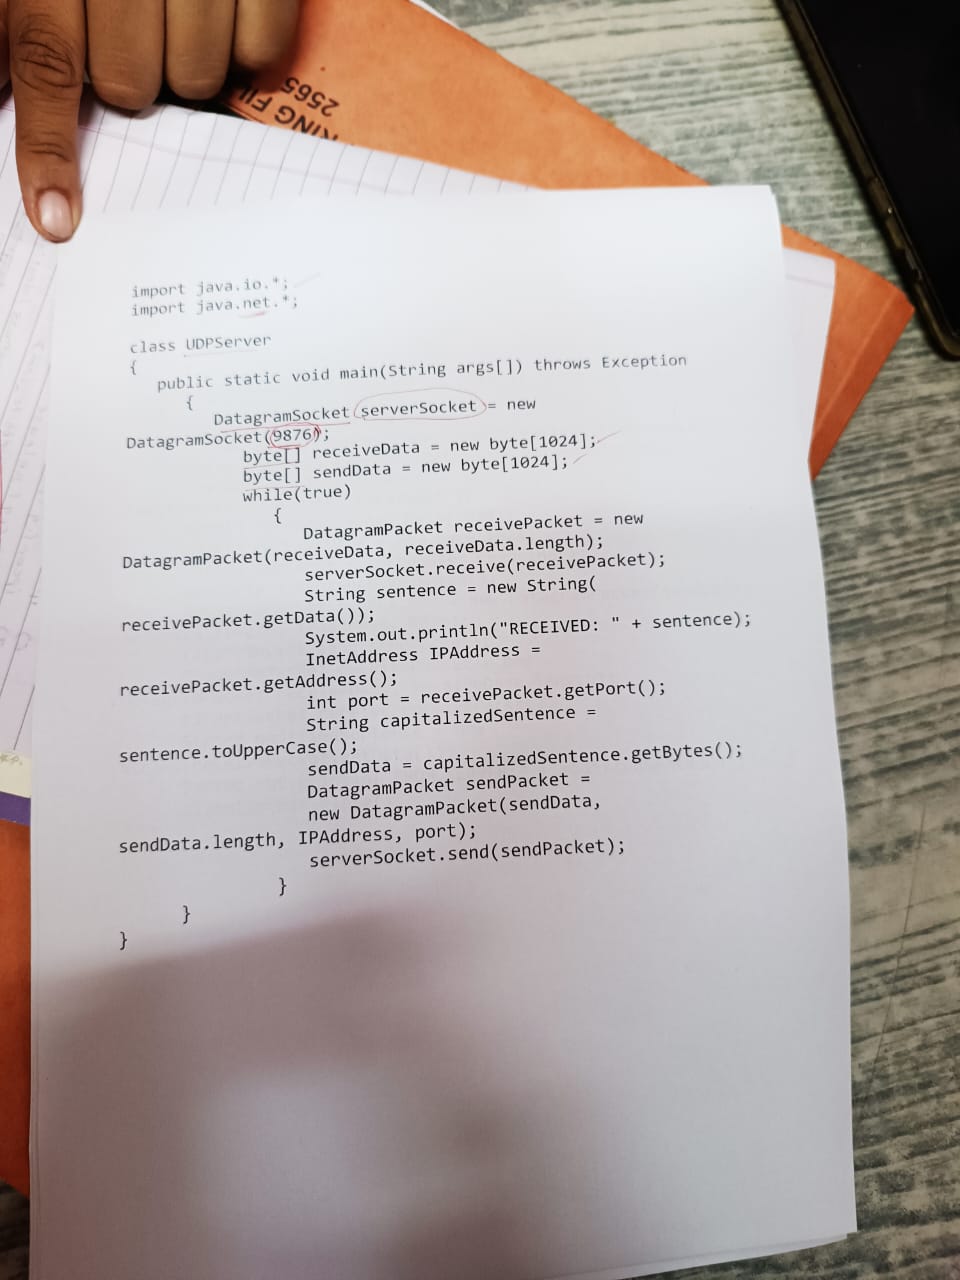 2565
import java.io.*;
import java.net.*;
class UDPServer
{
public static void main(String args[]) throws Exception
{
DatagramSocket serverSocket = new
DatagramSocket(9876);
byte[] receiveData = new byte[1024];
byte[] sendData = new byte[1024];
while(true)
{
DatagramPacket receivePacket = new
DatagramPacket(receiveData, receiveData.length);
serverSocket.receive(receivePacket);
String sentence = new String(
receivePacket.getData());
System.out.println("RECEIVED: " + sentence);
InetAddress IPAddress =
receivePacket.getAddress();
int port = receivePacket.getPort();
String capitalizedSentence =
sentence.toUpperCase();
sendData = capitalizedSentence.getBytes();
DatagramPacket sendPacket =
new DatagramPacket(sendData,
sendData.length, IPAddress, port);
serverSocket.send(sendPacket);
}
}
}